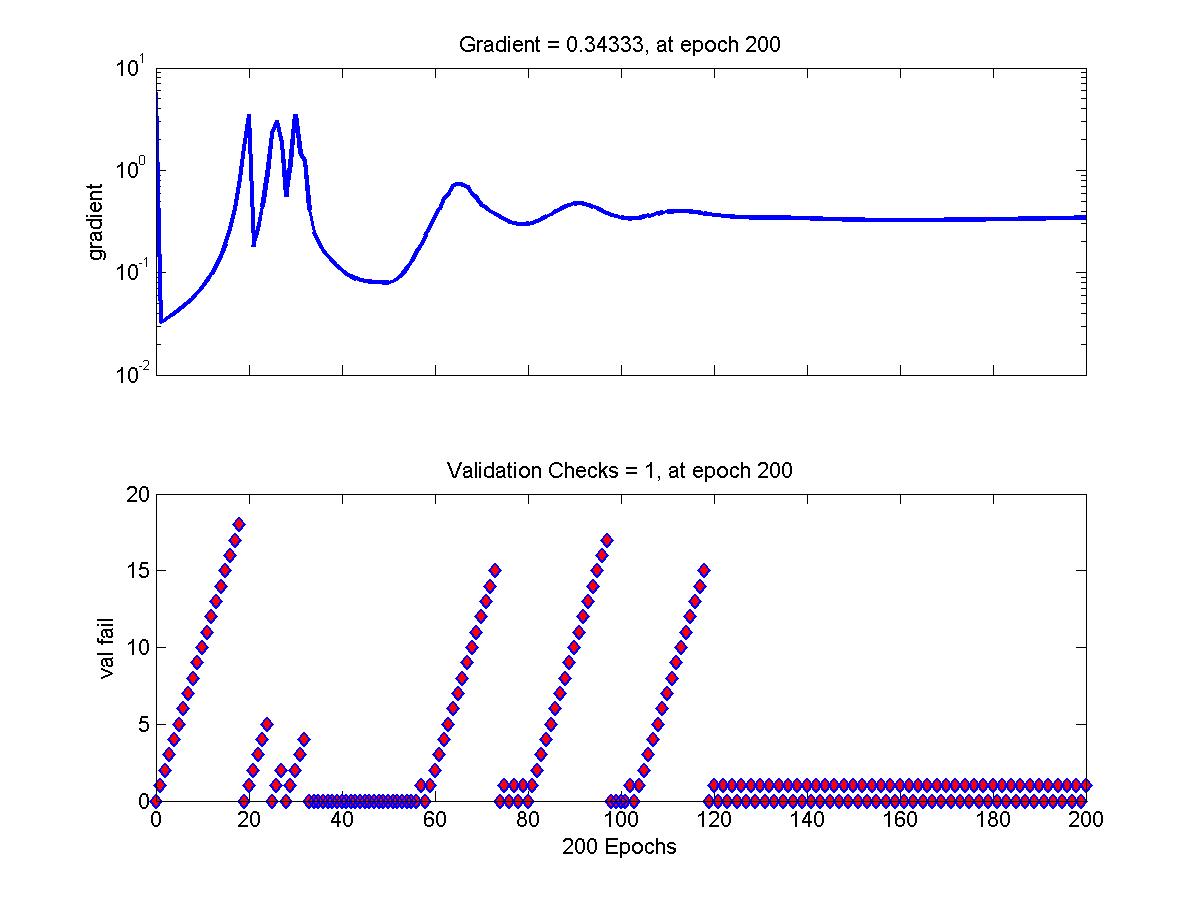 Gradient = 0.34333, at epoch 200
10^1
10^0
10^-1
10^-2
gradient
Validation Checks = 1, at epoch 200
20
15
10
5
0
val fail
0 20 40 60 80 100 120 140 160 180 200
200 Epochs